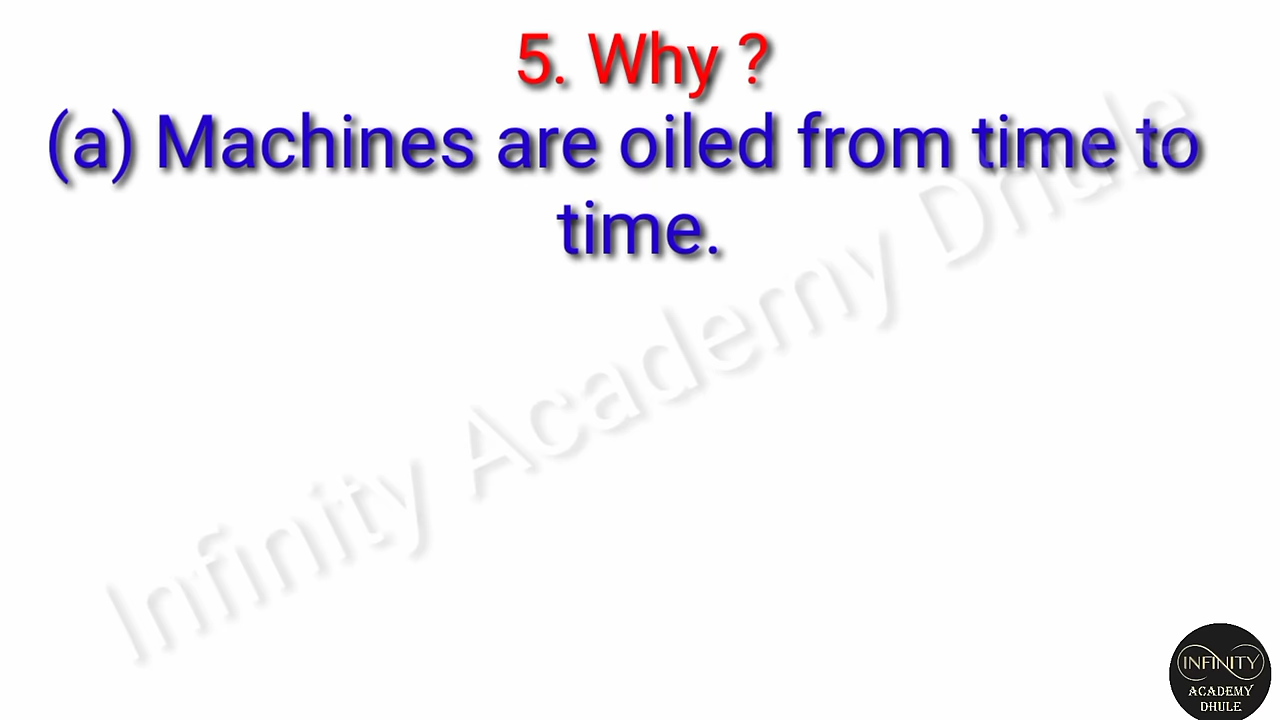 5. Why ?
(a) Machines are oiled from time to
time.
Infinity Academy Dhule
INFINITY
ACADEMY
DHULE